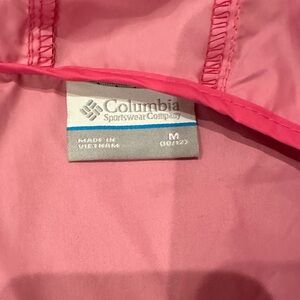 Columbia
Sportswear Company
MADE IN
VIETNAM
M
(10/12)